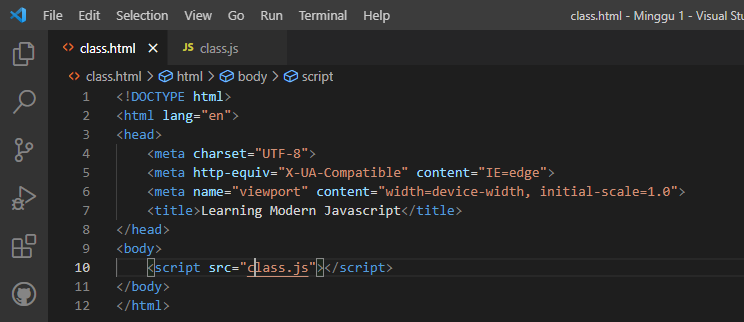 File Edit Selection View Go Run Terminal Help class.html - Minggu 1 - Visual Stu
class.html JS class.js
class.html > html > body > script
1 <!DOCTYPE html>
2 <html lang="en">
3 <head>
4 <meta charset="UTF-8">
5 <meta http-equiv="X-UA-Compatible" content="IE=edge">
6 <meta name="viewport" content="width=device-width, initial-scale=1.0">
7 <title>Learning Modern Javascript</title>
8 </head>
9 <body>
10 <script src="class.js"></script>
11 </body>
12 </html>